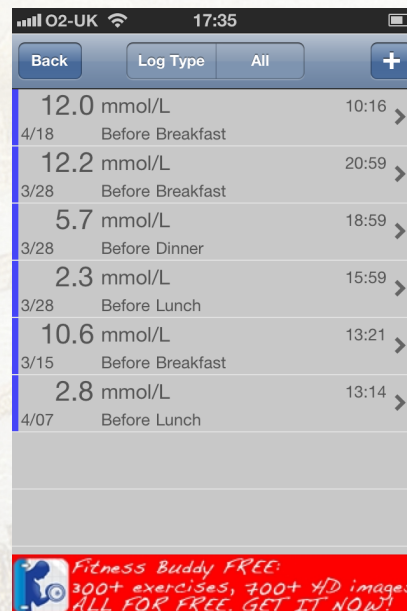 O2-UK 17:35
Back Log Type All +
12.0 mmol/L 10:16
4/18 Before Breakfast
12.2 mmol/L 20:59
3/28 Before Breakfast
5.7 mmol/L 18:59
3/28 Before Dinner
2.3 mmol/L 15:59
3/28 Before Lunch
10.6 mmol/L 13:21
3/15 Before Breakfast
2.8 mmol/L 13:14
4/07 Before Lunch
Fitness Buddy FREE:
300+ exercises, 700+ HD images
ALL FOR FREE. GET IT NOW!